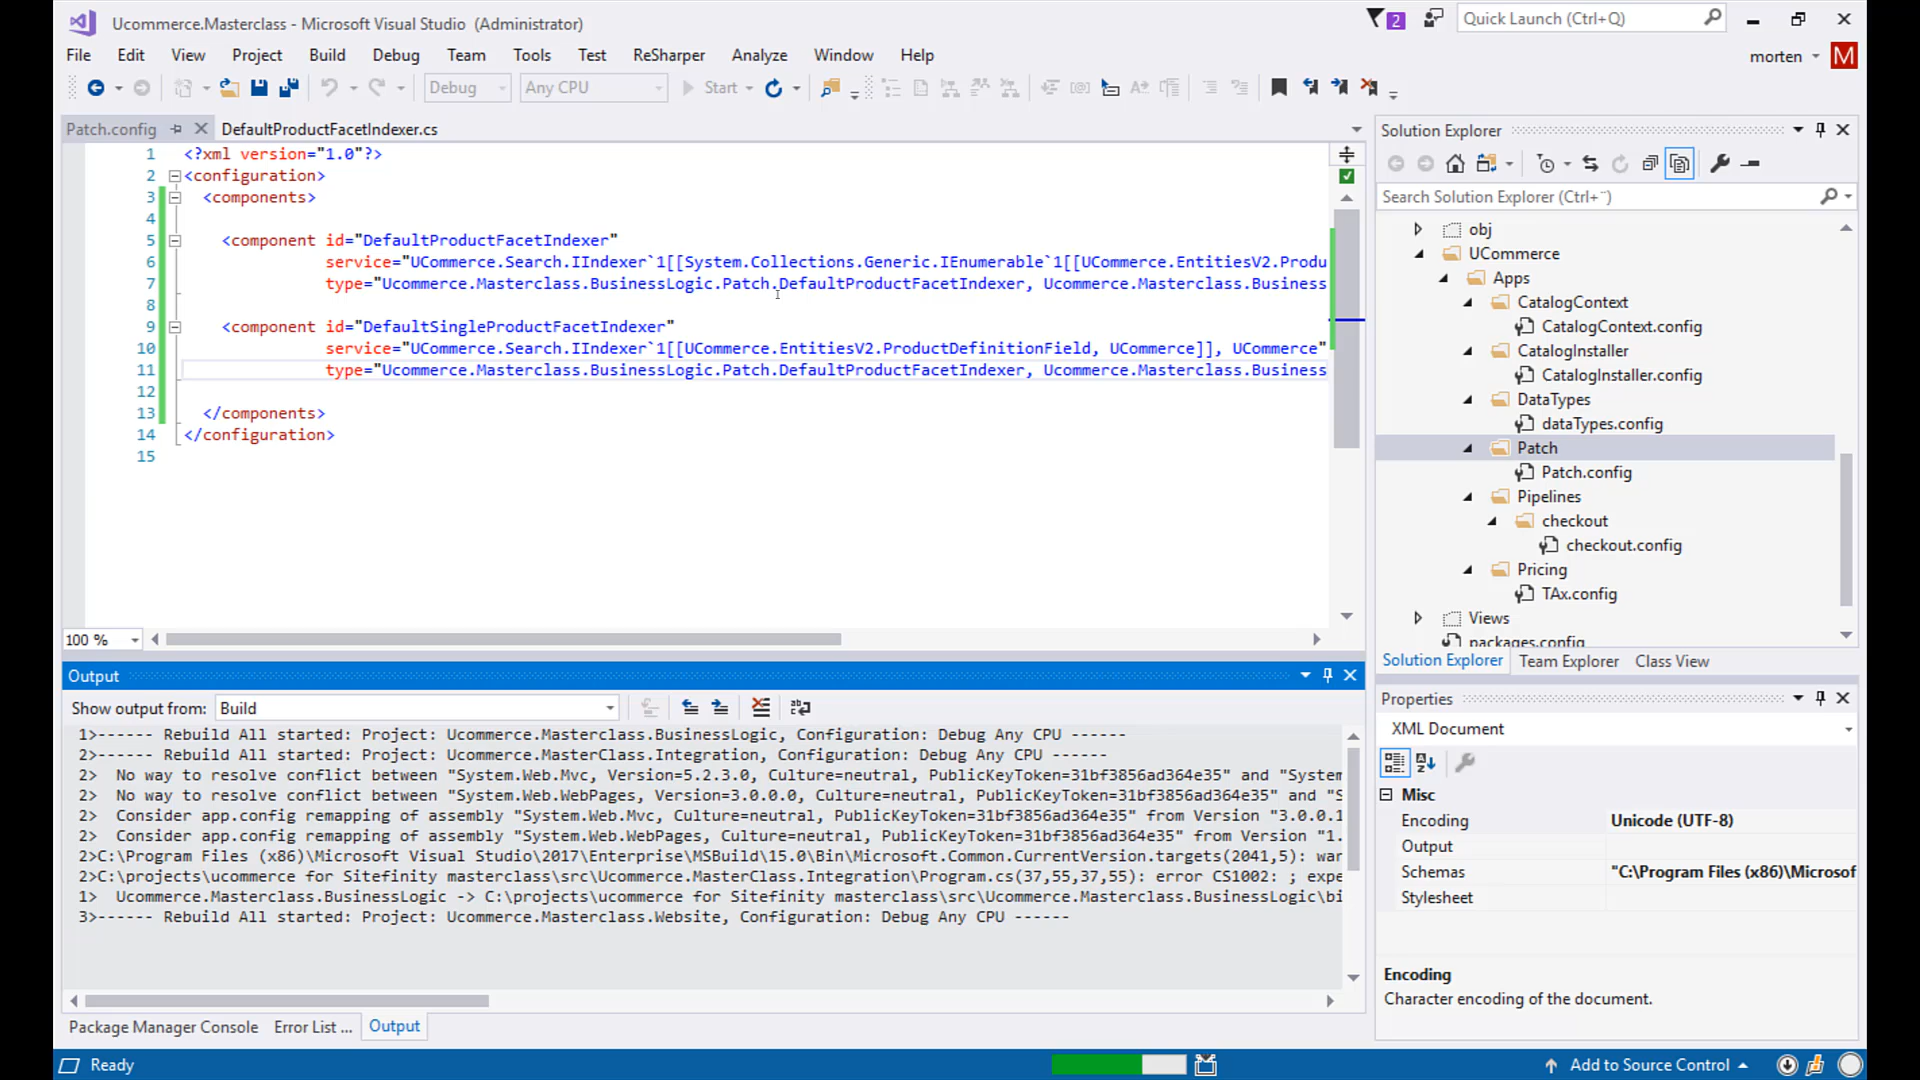 Ucommerce.Masterclass - Microsoft Visual Studio (Administrator)
2
Quick Launch (Ctrl+Q)
File Edit View Project Build Debug Team Tools Test ReSharper Analyze Window Help
morten M
Debug Any CPU Start
Patch.config DefaultProductFacetIndexer.cs
1 <?xml version="1.0"?>
2 <configuration>
3 <components>
4
5 <component id="DefaultProductFacetIndexer"
6 service="UCommerce.Search.IIndexer`1[[System.Collections.Generic.IEnumerable`1[[UCommerce.EntitiesV2.Produ
7 type="Ucommerce.Masterclass.BusinessLogic.Patch.DefaultProductFacetIndexer, Ucommerce.Masterclass.Business
8
9 <component id="DefaultSingleProductFacetIndexer"
10 service="UCommerce.Search.IIndexer`1[[UCommerce.EntitiesV2.ProductDefinitionField, UCommerce]], UCommerce"
11 type="Ucommerce.Masterclass.BusinessLogic.Patch.DefaultProductFacetIndexer, Ucommerce.Masterclass.Business
12
13 </components>
14 </configuration>
15
100 %
Output
Show output from: Build
1>------ Rebuild All started: Project: Ucommerce.Masterclass.BusinessLogic, Configuration: Debug Any CPU ------
2>------ Rebuild All started: Project: Ucommerce.MasterClass.Integration, Configuration: Debug Any CPU ------
2> No way to resolve conflict between "System.Web.Mvc, Version=5.2.3.0, Culture=neutral, PublicKeyToken=31bf3856ad364e35" and "System
2> No way to resolve conflict between "System.Web.WebPages, Version=3.0.0.0, Culture=neutral, PublicKeyToken=31bf3856ad364e35" and "S
2> Consider app.config remapping of assembly "System.Web.Mvc, Culture=neutral, PublicKeyToken=31bf3856ad364e35" from Version "3.0.0.1
2> Consider app.config remapping of assembly "System.Web.WebPages, Culture=neutral, PublicKeyToken=31bf3856ad364e35" from Version "1.
2>C:\Program Files (x86)\Microsoft Visual Studio\2017\Enterprise\MSBuild\15.0\Bin\Microsoft.Common.CurrentVersion.targets(2041,5): war
2>C:\projects\ucommerce for Sitefinity masterclass\src\Ucommerce.MasterClass.Integration\Program.cs(37,55,37,55): error CS1002: ; expe
1> Ucommerce.Masterclass.BusinessLogic -> C:\projects\ucommerce for Sitefinity masterclass\src\Ucommerce.Masterclass.BusinessLogic\bi
3>------ Rebuild All started: Project: Ucommerce.Masterclass.Website, Configuration: Debug Any CPU ------
Package Manager Console Error List ... Output
Solution Explorer
Search Solution Explorer (Ctrl+¨)
obj
UCommerce
Apps
CatalogContext
CatalogContext.config
CatalogInstaller
CatalogInstaller.config
DataTypes
dataTypes.config
Patch
Patch.config
Pipelines
checkout
checkout.config
Pricing
TAx.config
Views
packages.config
Solution Explorer Team Explorer Class View
Properties
XML Document
Misc
Encoding Unicode (UTF-8)
Output
Schemas "C:\Program Files (x86)\Microsof
Stylesheet
Encoding
Character encoding of the document.
Ready
Add to Source Control